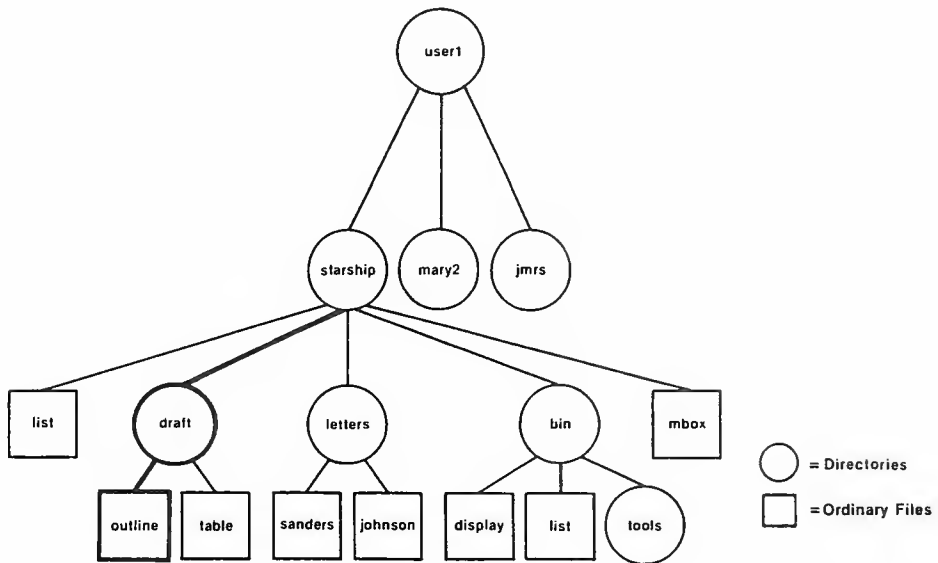 user1
starship
mary2
jmrs
list
draft
letters
bin
mbox
= Directories
outline
table
sanders
johnson
display
list
tools
=Ordinary Files